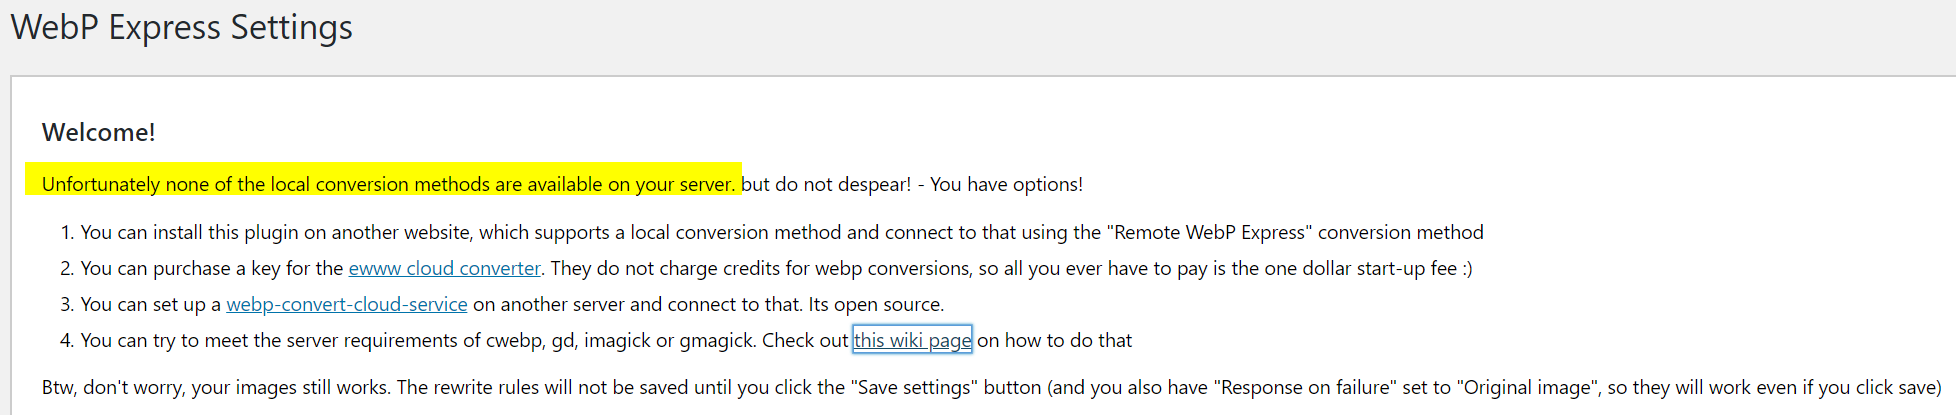 WebP Express Settings
Welcome!
Unfortunately none of the local conversion methods are available on your server. but do not despear! - You have options!
1. You can install this plugin on another website, which supports a local conversion method and connect to that using the "Remote WebP Express" conversion method
2. You can purchase a key for the ewww cloud converter. They do not charge credits for webp conversions, so all you ever have to pay is the one dollar start-up fee :)
3. You can set up a webp-convert-cloud-service on another server and connect to that. Its open source.
4. You can try to meet the server requirements of cwebp, gd, imagick or gmagick. Check out this wiki page on how to do that
Btw, don't worry, your images still works. The rewrite rules will not be saved until you click the "Save settings" button (and you also have "Response on failure" set to "Original image", so they will work even if you click save)